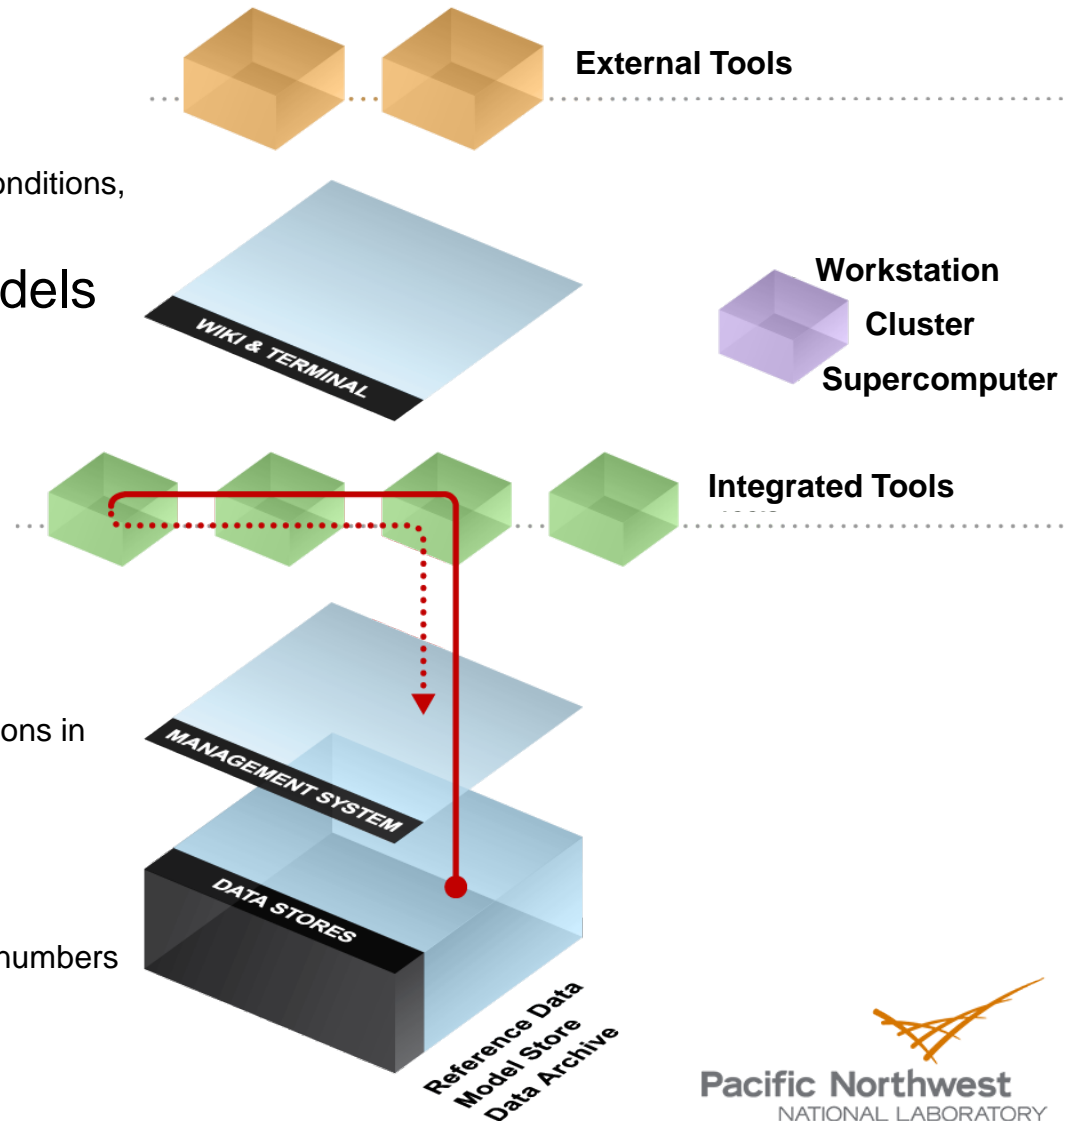 External Tools
onditions,
dels
Workstation
WIKI & TERMINAL
Cluster
Supercomputer
Integrated Tools
ons in
MANAGEMENT SYSTEM
DATA STORES
numbers
Reference Data
Model Store
Data Archive
Pacific Northwest
NATIONAL LABORATORY